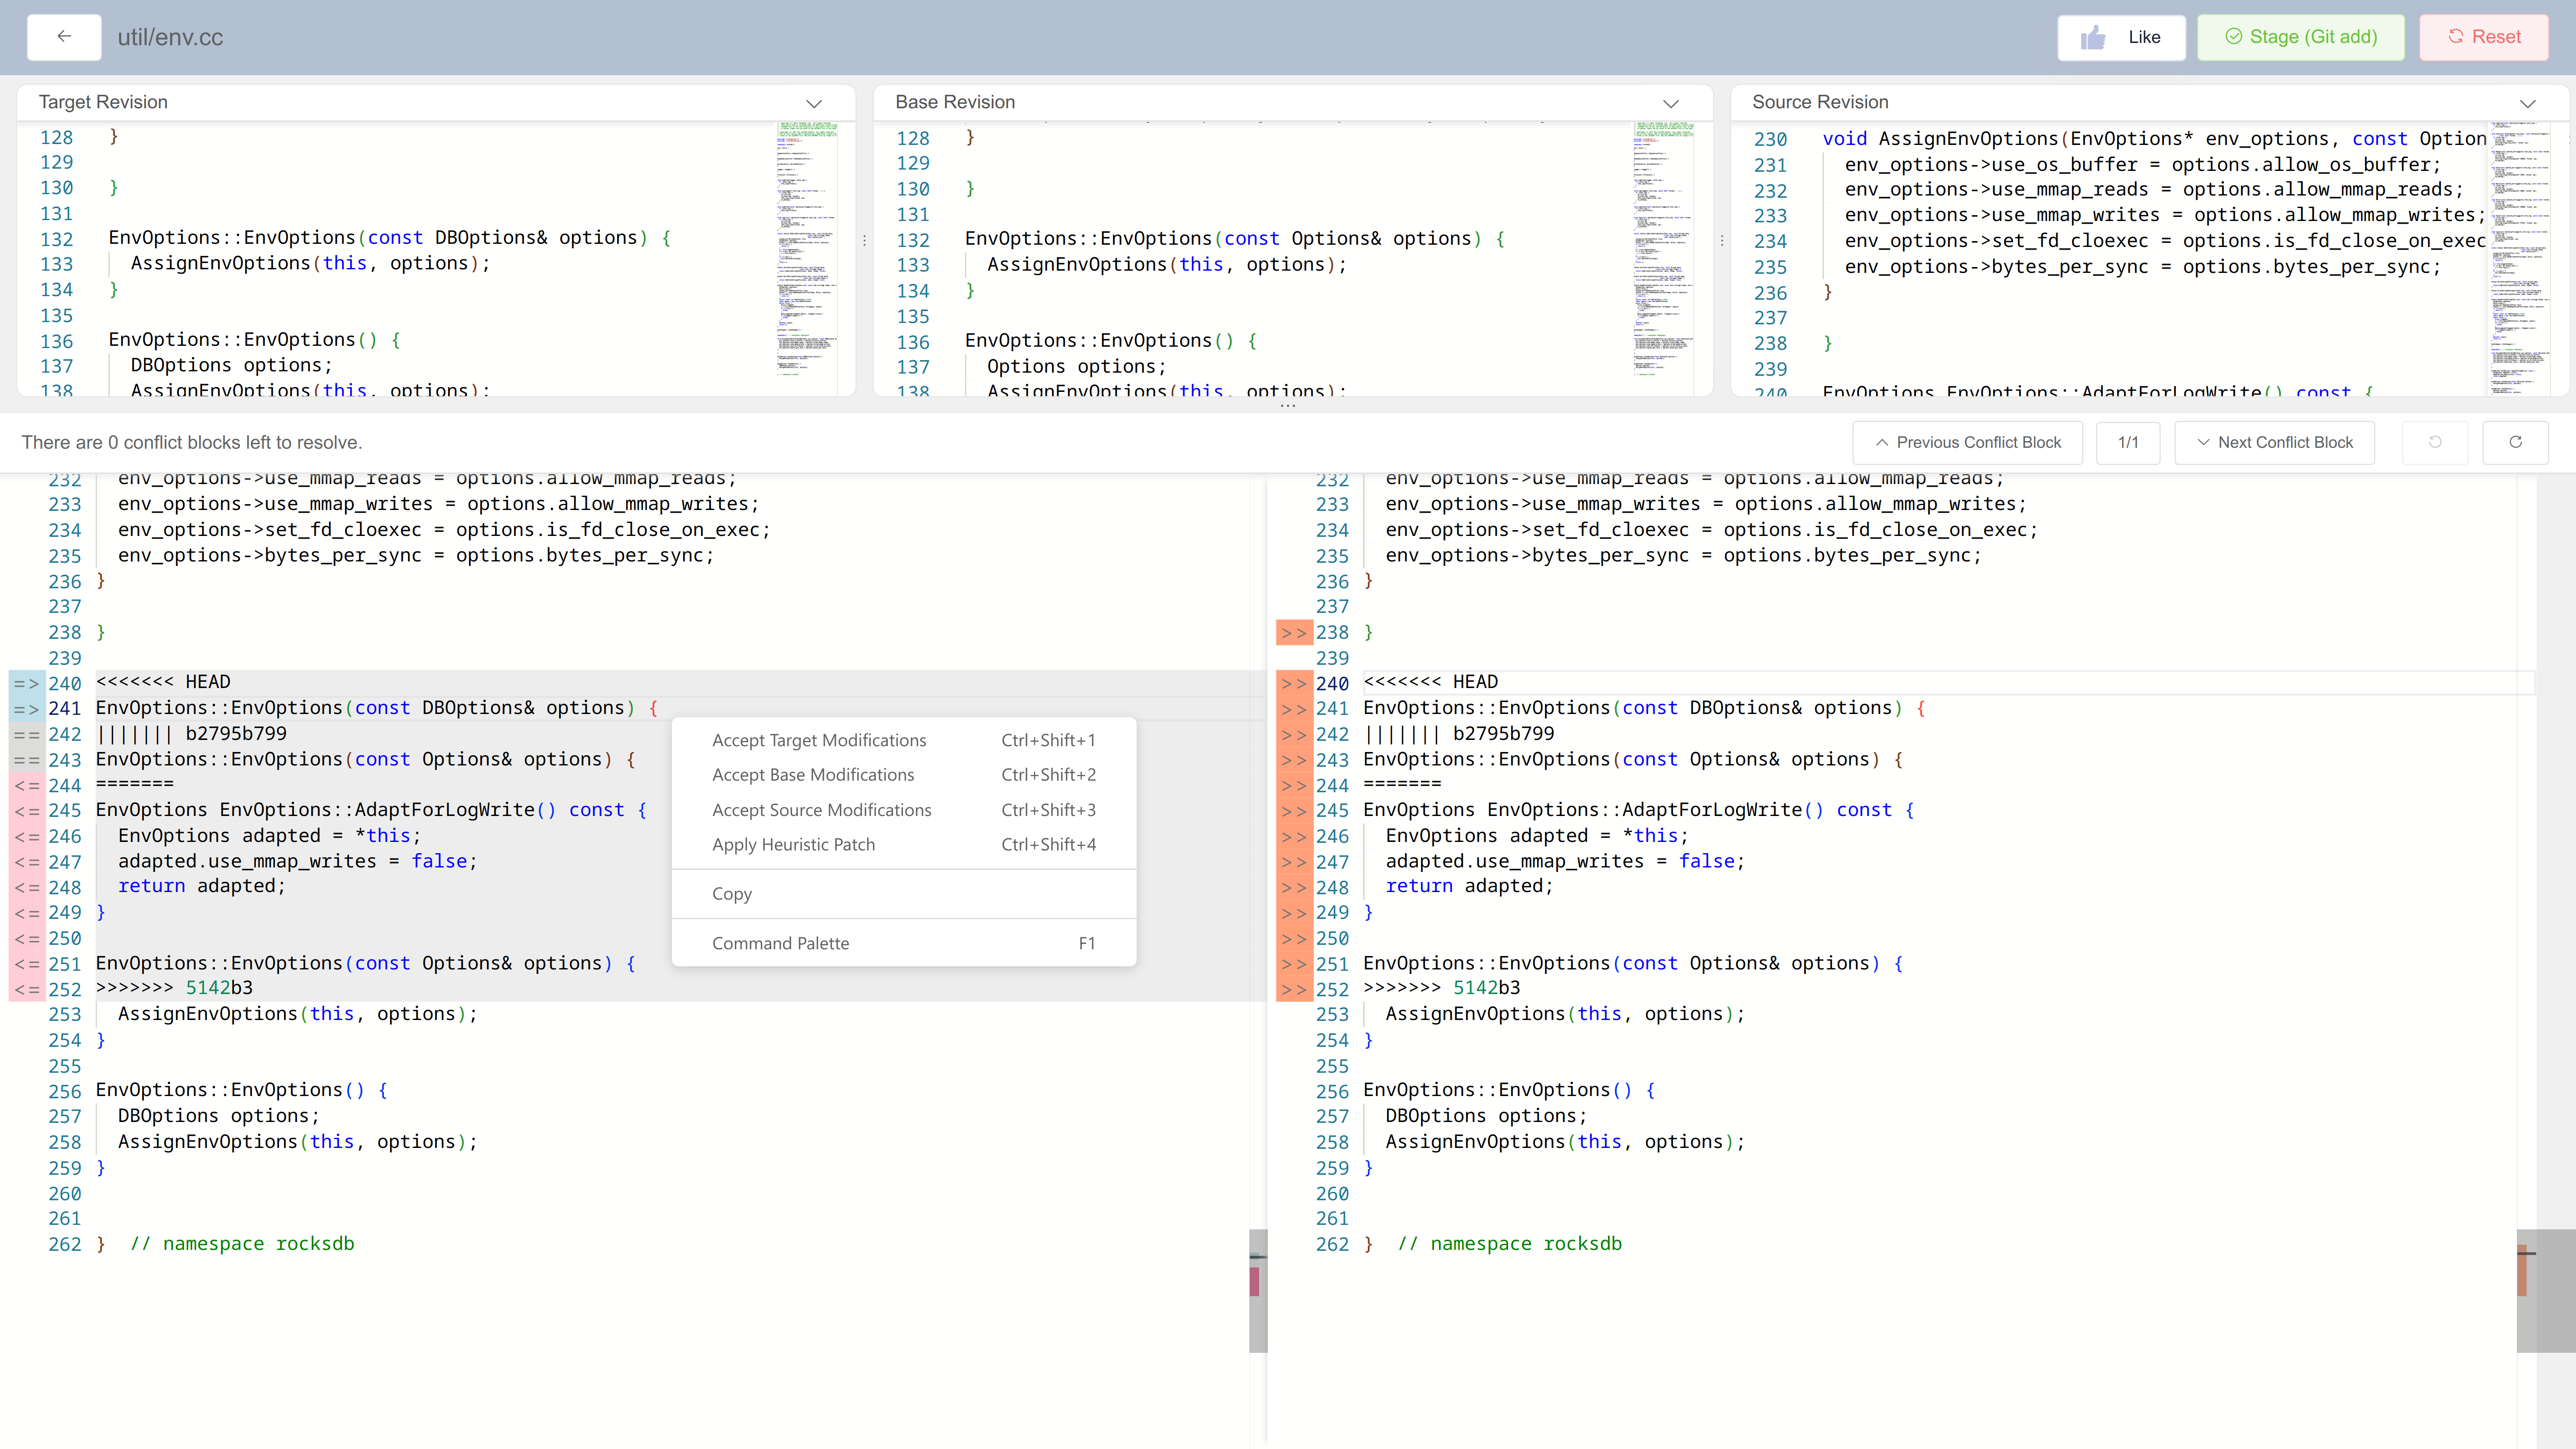 util/env.cc
Like
Stage (Git add)
Reset
Target Revision
128 }
129
130 }
131
132 EnvOptions::EnvOptions(const DBOptions& options) {
133 AssignEnvOptions(this, options);
134 }
135
136 EnvOptions::EnvOptions() {
137 DBOptions options;
138 AssignEnvOptions(this, options);
Base Revision
128 }
129
130 }
131
132 EnvOptions::EnvOptions(const Options& options) {
133 AssignEnvOptions(this, options);
134 }
135
136 EnvOptions::EnvOptions() {
137 Options options;
138 AssignEnvOptions(this, options);
Source Revision
230 void AssignEnvOptions(EnvOptions* env_options, const Option
231 env_options->use_os_buffer = options.allow_os_buffer;
232 env_options->use_mmap_reads = options.allow_mmap_reads;
233 env_options->use_mmap_writes = options.allow_mmap_writes;
234 env_options->set_fd_cloexec = options.is_fd_close_on_exec
235 env_options->bytes_per_sync = options.bytes_per_sync;
236 }
237
238 }
239
240 EnvOptions EnvOptions::AdaptForLogWrite() const {
There are 0 conflict blocks left to resolve.
Previous Conflict Block
1/1
Next Conflict Block
232 env_options->use_mmap_reads = options.allow_mmap_reads;
233 env_options->use_mmap_writes = options.allow_mmap_writes;
234 env_options->set_fd_cloexec = options.is_fd_close_on_exec;
235 env_options->bytes_per_sync = options.bytes_per_sync;
236 }
237
238 }
239
=> 240 <<<<<<< HEAD
=> 241 EnvOptions::EnvOptions(const DBOptions& options) {
== 242 ||||||| b2795b799
== 243 EnvOptions::EnvOptions(const Options& options) {
<= 244 =======
<= 245 EnvOptions EnvOptions::AdaptForLogWrite() const {
<= 246 EnvOptions adapted = *this;
<= 247 adapted.use_mmap_writes = false;
<= 248 return adapted;
<= 249 }
<= 250
<= 251 EnvOptions::EnvOptions(const Options& options) {
<= 252 >>>>>>> 5142b3
253 AssignEnvOptions(this, options);
254 }
255
256 EnvOptions::EnvOptions() {
257 DBOptions options;
258 AssignEnvOptions(this, options);
259 }
260
261
262 } // namespace rocksdb
Accept Target Modifications Ctrl+Shift+1
Accept Base Modifications Ctrl+Shift+2
Accept Source Modifications Ctrl+Shift+3
Apply Heuristic Patch Ctrl+Shift+4
Copy
Command Palette F1
232 env_options->use_mmap_reads = options.allow_mmap_reads;
233 env_options->use_mmap_writes = options.allow_mmap_writes;
234 env_options->set_fd_cloexec = options.is_fd_close_on_exec;
235 env_options->bytes_per_sync = options.bytes_per_sync;
236 }
237
>> 238 }
239
>> 240 <<<<<<< HEAD
>> 241 EnvOptions::EnvOptions(const DBOptions& options) {
>> 242 ||||||| b2795b799
>> 243 EnvOptions::EnvOptions(const Options& options) {
>> 244 =======
>> 245 EnvOptions EnvOptions::AdaptForLogWrite() const {
>> 246 EnvOptions adapted = *this;
>> 247 adapted.use_mmap_writes = false;
>> 248 return adapted;
>> 249 }
>> 250
>> 251 EnvOptions::EnvOptions(const Options& options) {
>> 252 >>>>>>> 5142b3
253 AssignEnvOptions(this, options);
254 }
255
256 EnvOptions::EnvOptions() {
257 DBOptions options;
258 AssignEnvOptions(this, options);
259 }
260
261
262 } // namespace rocksdb